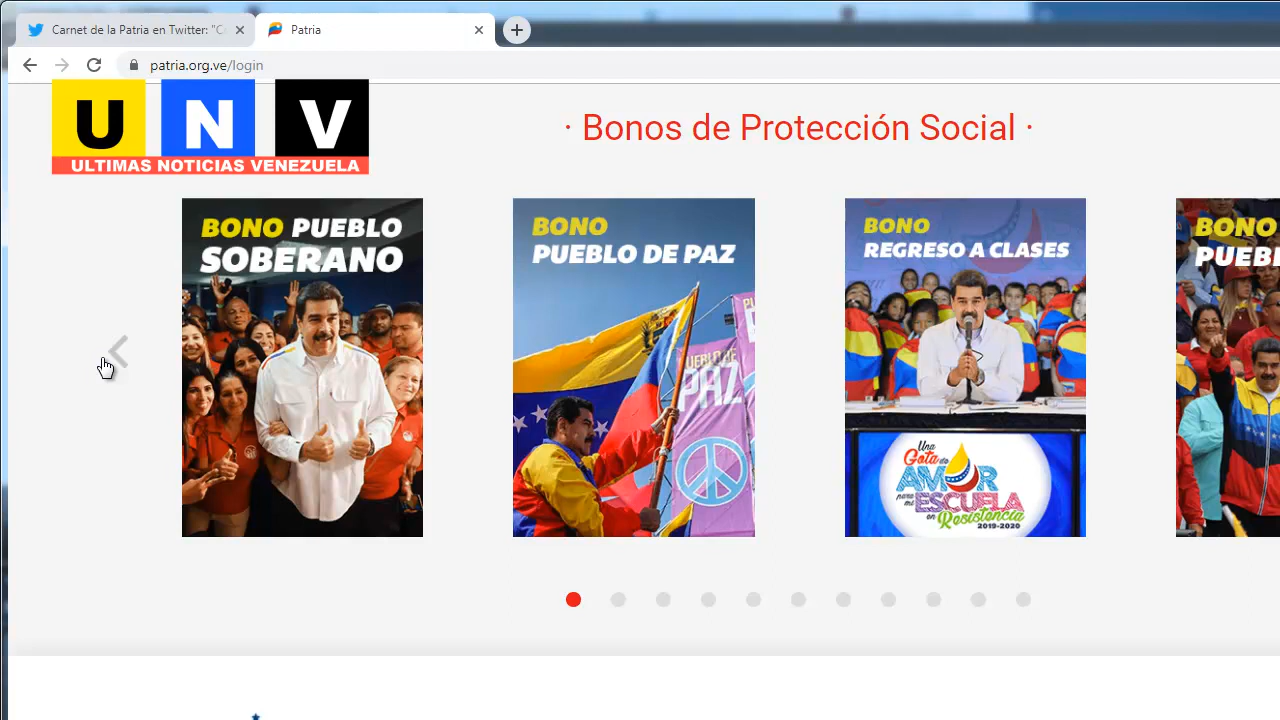 Carnet de la Patria en Twitter: "C
Patria
patria.org.ve/login
U N V
ULTIMAS NOTICIAS VENEZUELA
· Bonos de Protección Social ·
BONO PUEBLO
SOBERANO
BONO
PUEBLO DE PAZ
PUEBLO DE
PAZ
BONO
REGRESO A CLASES
Una
Gota de
AMOR
para mi
ESCUELA
en Resistencia
2019-2020
BONO